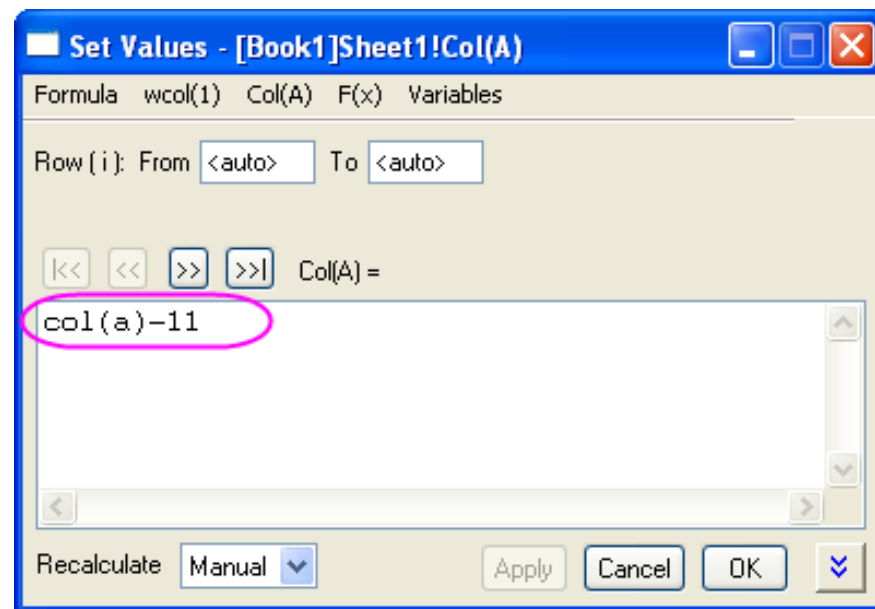 Set Values - [Book1]Sheet1!Col(A)
Formula wcol(1) Col(A) F(x) Variables
Row ( i ): From <auto> To <auto>
|<< << >> >>| Col(A) =
col(a)-11
Recalculate Manual Apply Cancel OK